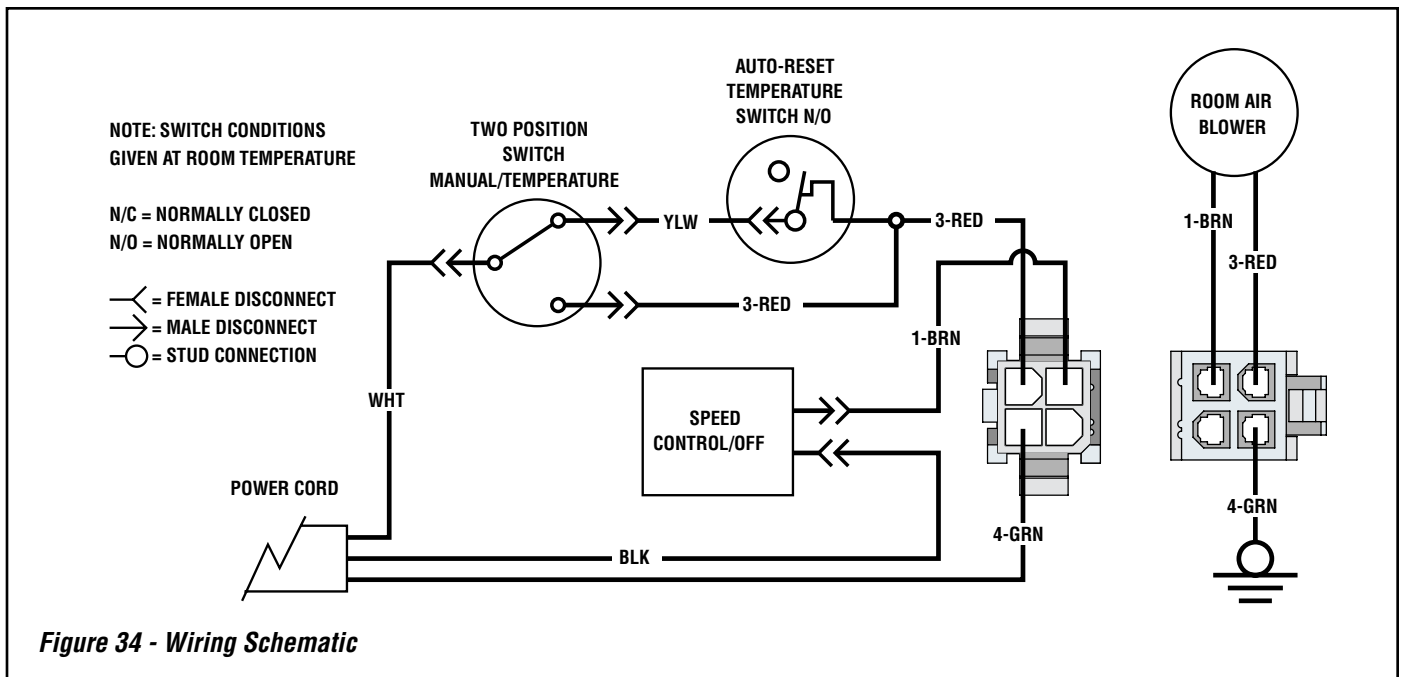 NOTE: SWITCH CONDITIONS
GIVEN AT ROOM TEMPERATURE
N/C = NORMALLY CLOSED
N/O = NORMALLY OPEN
= FEMALE DISCONNECT
= MALE DISCONNECT
= STUD CONNECTION
TWO POSITION
SWITCH
MANUAL/TEMPERATURE
AUTO-RESET
TEMPERATURE
SWITCH N/O
ROOM AIR
BLOWER
YLW
3-RED
3-RED
1-BRN
1-BRN
3-RED
WHT
SPEED
CONTROL/OFF
POWER CORD
BLK
4-GRN
4-GRN
Figure 34 - Wiring Schematic